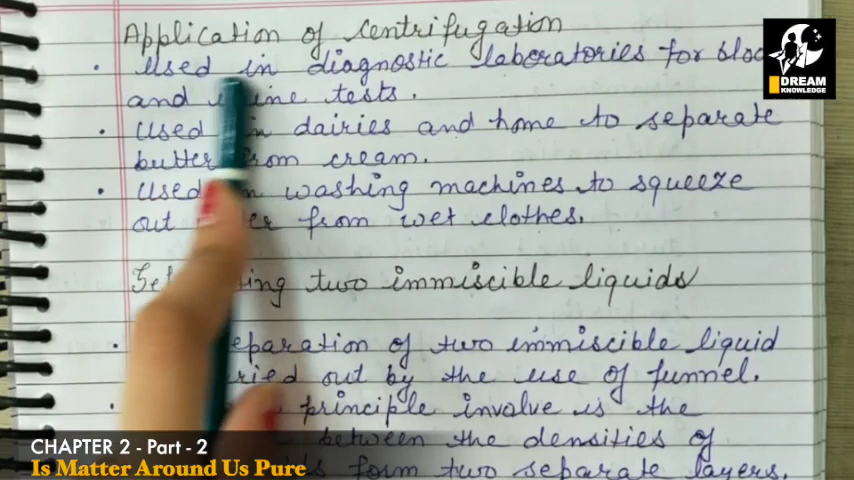 Application of centrifugation
• Used in diagnostic laboratories for
and tests.
• Used dairies and home to separate
butter from cream.
• Used washing machines to squeeze
out from wet clothes.
two immiscible liquids
• eparation of two immiscible liquid
out by the use of funnel.
• principle involve is the
between the densities of
form two separate layers.
DREAM
KNOWLEDGE
CHAPTER 2 - Part - 2
Is Matter Around Us Pure